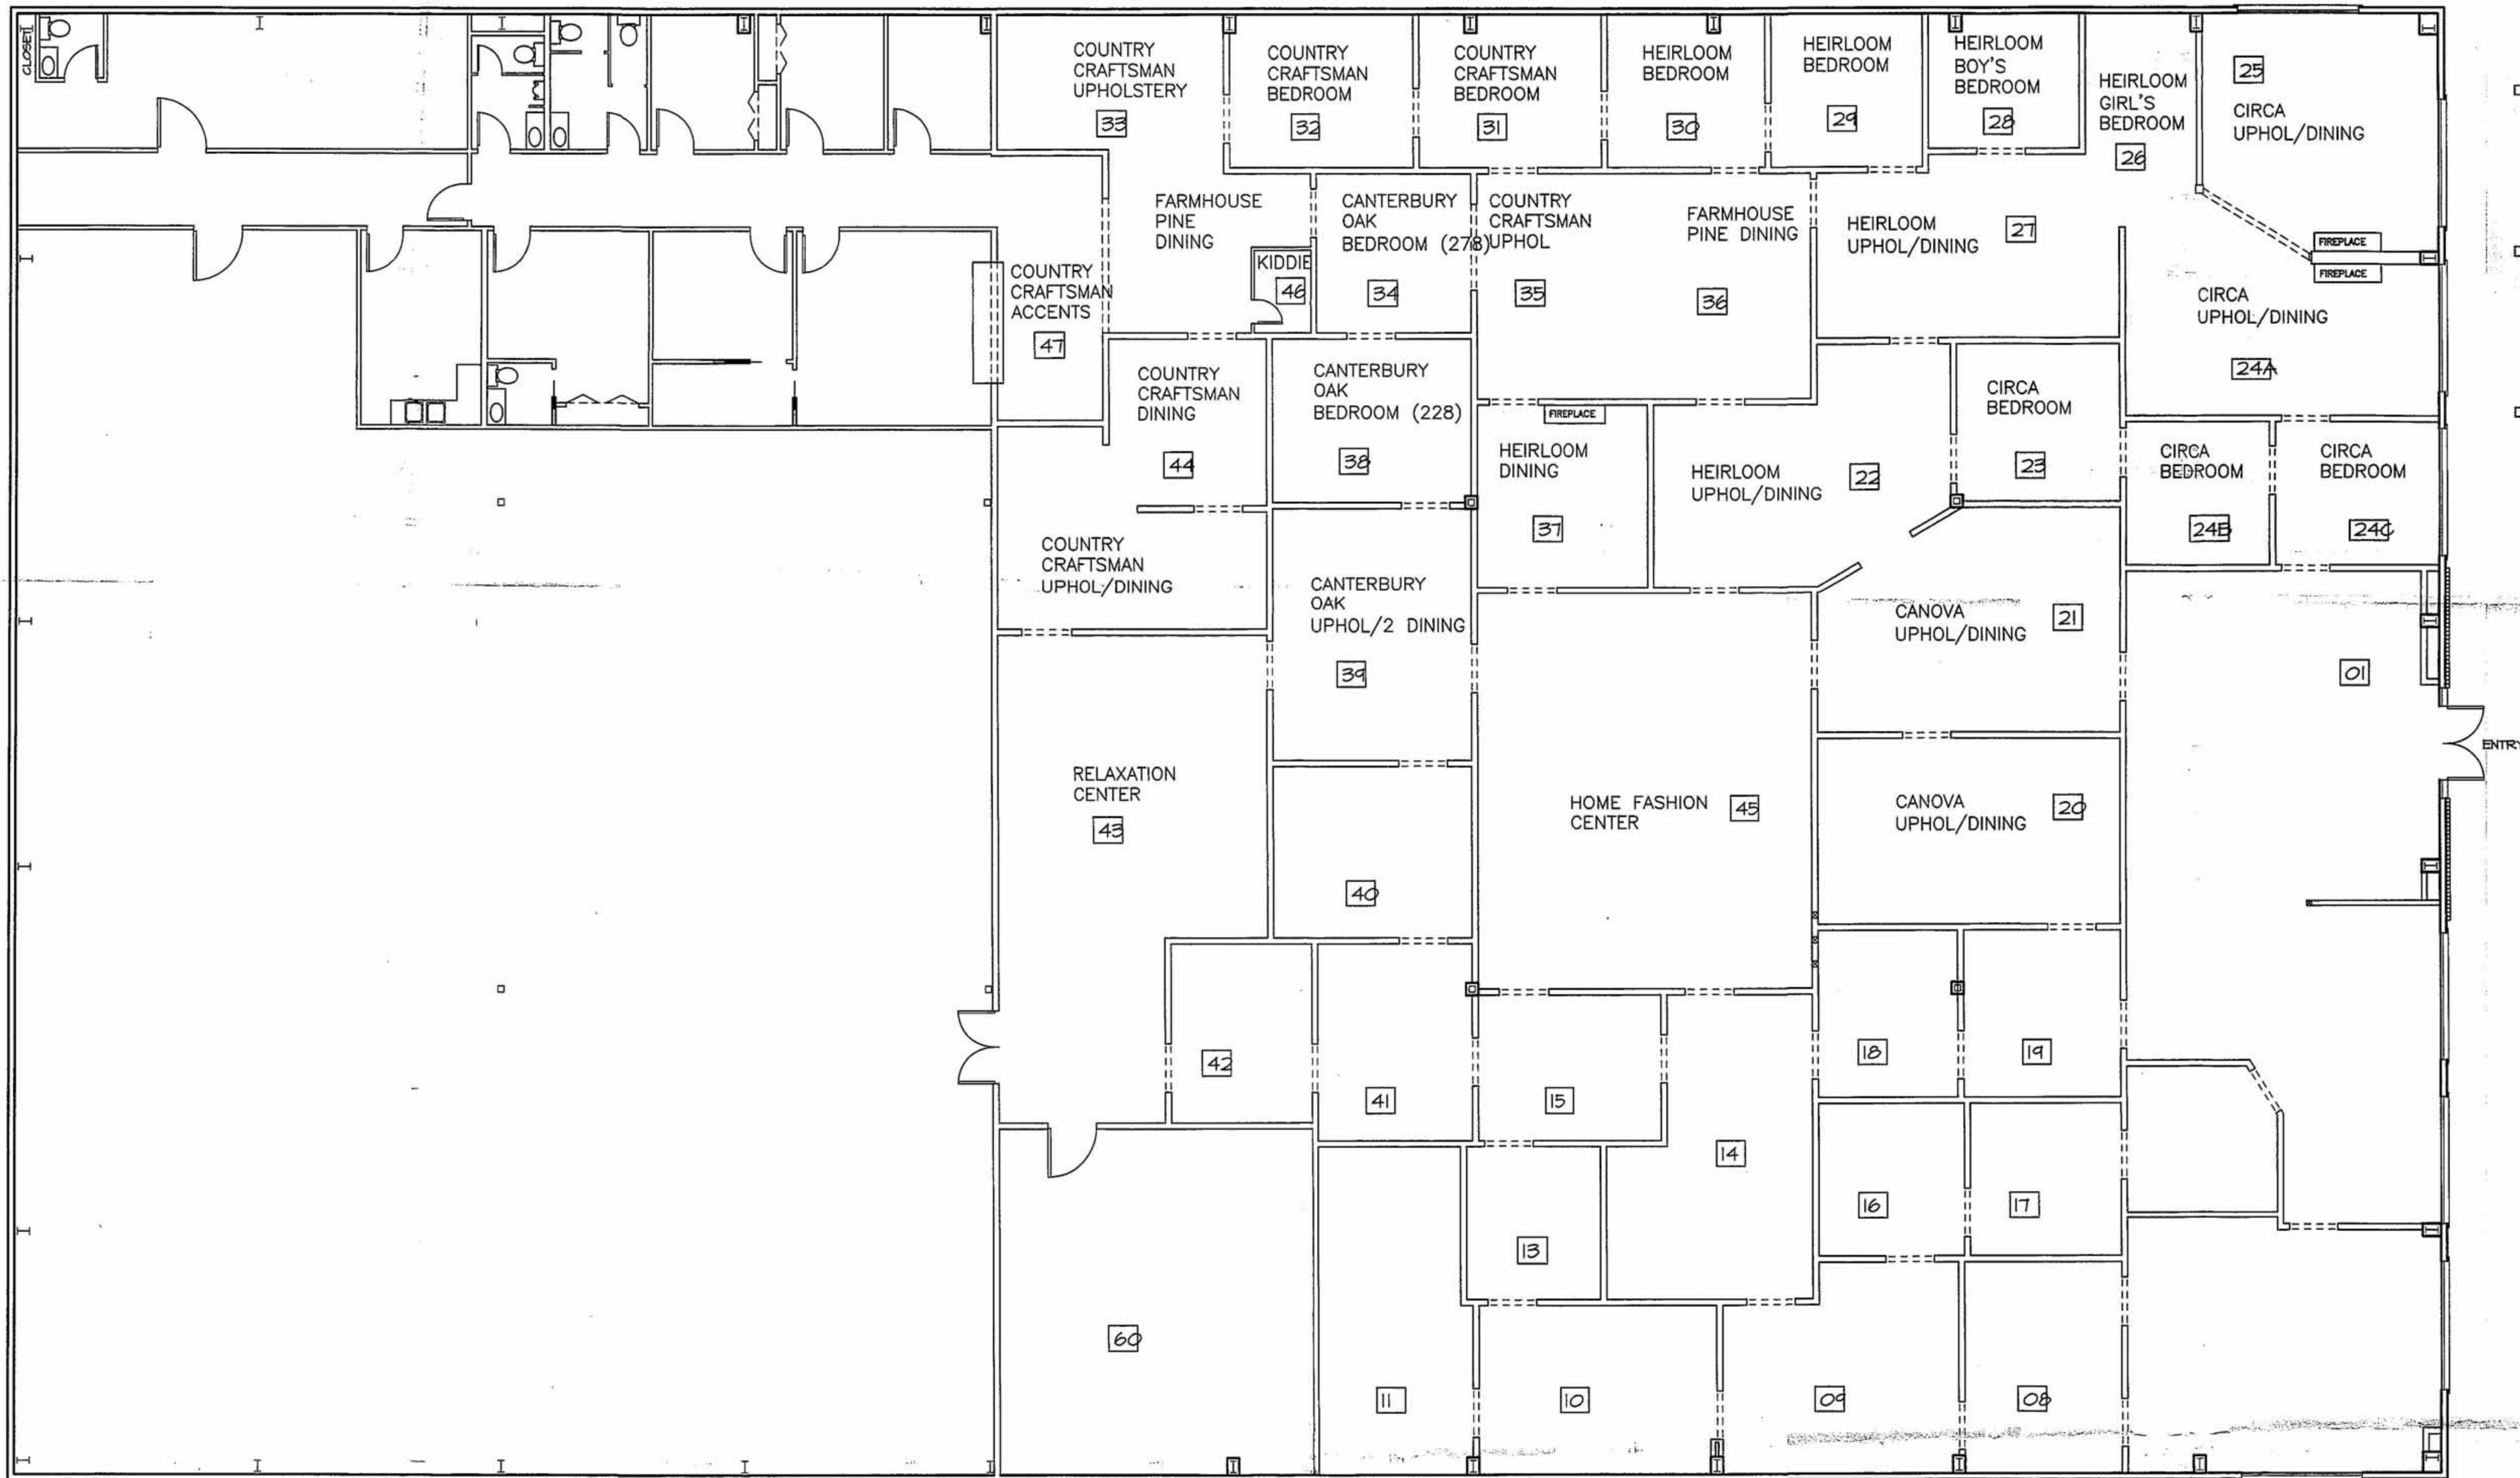 CLOSET
COUNTRY
CRAFTSMAN
UPHOLSTERY
33
COUNTRY
CRAFTSMAN
BEDROOM
32
COUNTRY
CRAFTSMAN
BEDROOM
31
HEIRLOOM
BEDROOM
30
HEIRLOOM
BEDROOM
29
HEIRLOOM
BOY'S
BEDROOM
28
HEIRLOOM
GIRL'S
BEDROOM
26
25
CIRCA
UPHOL/DINING
FARMHOUSE
PINE
DINING
KIDDIE
46
CANTERBURY
OAK
BEDROOM (278)
34
COUNTRY
CRAFTSMAN
UPHOL
35
FARMHOUSE
PINE DINING
36
HEIRLOOM
UPHOL/DINING
27
FIREPLACE
FIREPLACE
CIRCA
UPHOL/DINING
24A
COUNTRY
CRAFTSMAN
ACCENTS
47
COUNTRY
CRAFTSMAN
DINING
44
CANTERBURY
OAK
BEDROOM (228)
38
FIREPLACE
HEIRLOOM
DINING
37
HEIRLOOM
UPHOL/DINING
22
CIRCA
BEDROOM
23
CIRCA
BEDROOM
24B
CIRCA
BEDROOM
24C
COUNTRY
CRAFTSMAN
UPHOL/DINING
CANTERBURY
OAK
UPHOL/2 DINING
39
CANOVA
UPHOL/DINING
21
01
ENTRY
RELAXATION
CENTER
43
40
HOME FASHION
CENTER
45
CANOVA
UPHOL/DINING
20
42
41
15
14
18
19
16
17
13
60
11
10
09
08